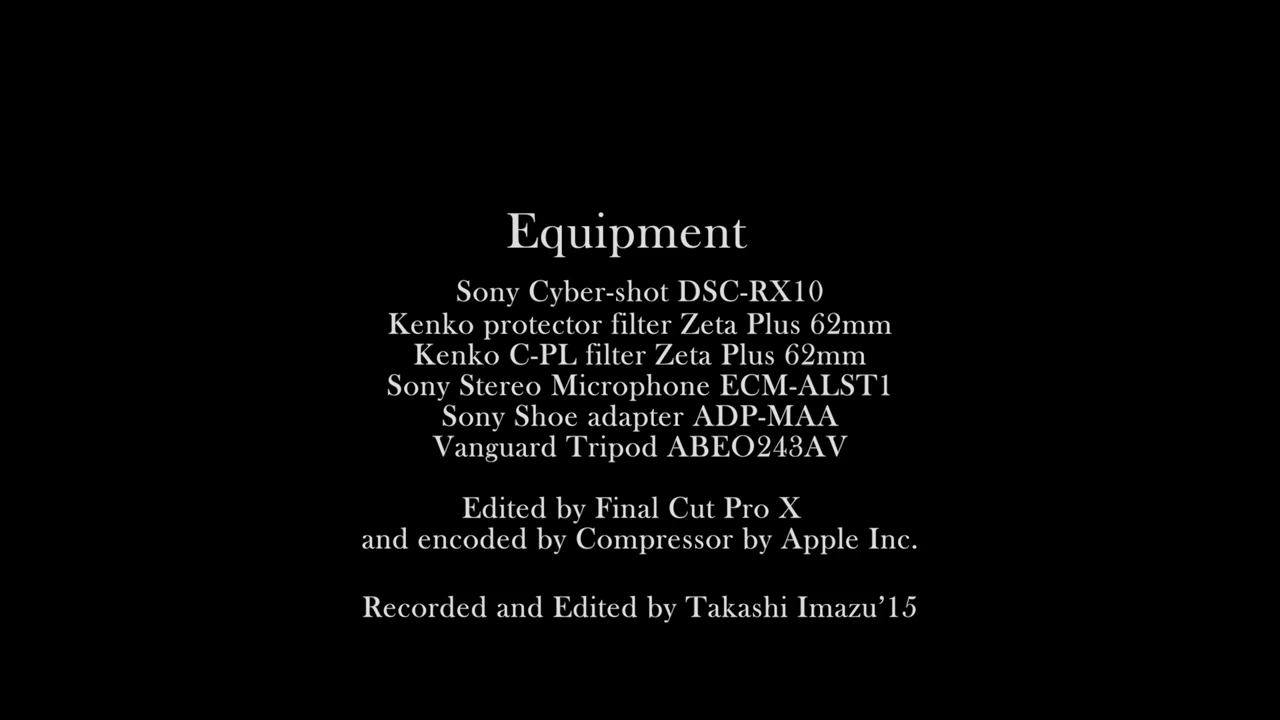 Equipment
Sony Cyber-shot DSC-RX10
Kenko protector filter Zeta Plus 62mm
Kenko C-PL filter Zeta Plus 62mm
Sony Stereo Microphone ECM-ALST1
Sony Shoe adapter ADP-MAA
Vanguard Tripod ABEO243AV
Edited by Final Cut Pro X
and encoded by Compressor by Apple Inc.
Recorded and Edited by Takashi Imazu’15